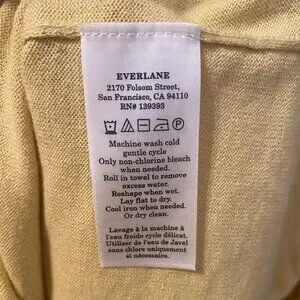 EVERLANE
2170 Folsom Street,
San Francisco, CA 94110
RN# 139393
Machine wash cold
gentle cycle
Only non-chlorine bleach
when needed.
Roll in towel to remove
excess water.
Reshape when wet.
Lay flat to dry.
Cool iron when needed.
Or dry clean.
Lavage à la machine à
l'eau froide cycle délicat.
Utiliser de l'eau de Javel
sans chlore uniquement
si nécessaire.